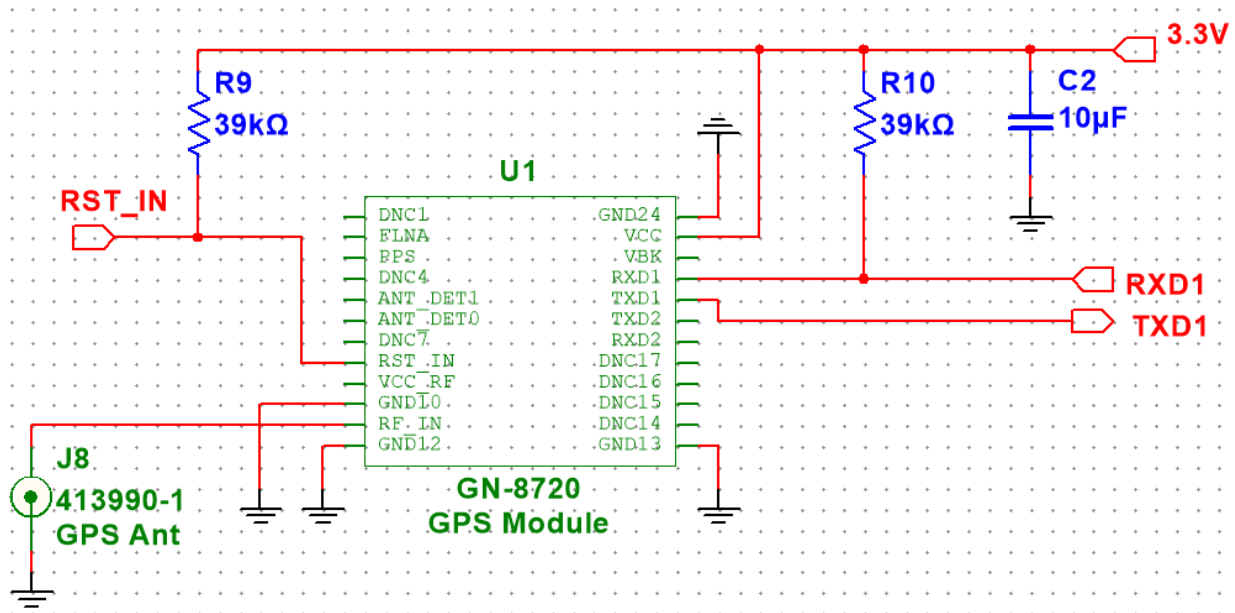 3.3V
R9
39kΩ
R10
39kΩ
C2
10µF
U1
RST_IN
DNC1
FLNA
PPS
DNC4
ANT_DET1
ANT_DET0
DNC7
RST_IN
VCC_RF
GND10
RF_IN
GND12
GND24
VCC
VBK
RXD1
TXD1
TXD2
RXD2
DNC17
DNC16
DNC15
DNC14
GND13
RXD1
TXD1
J8
413990-1
GPS Ant
GN-8720
GPS Module